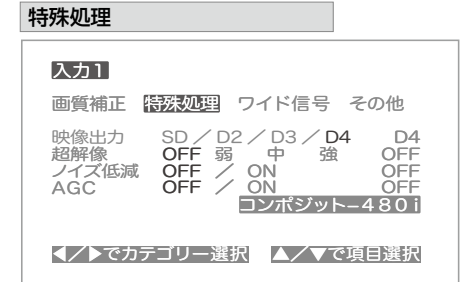 特殊処理
入力1
画質補正 特殊処理 ワイド信号 その他
映像出力 SD／D2／D3／D4 D4
超解像 OFF 弱 中 強 OFF
ノイズ低減 OFF ／ ON OFF
AGC OFF ／ ON OFF
コンポジット−480i
◀／▶でカテゴリー選択 ▲／▼で項目選択